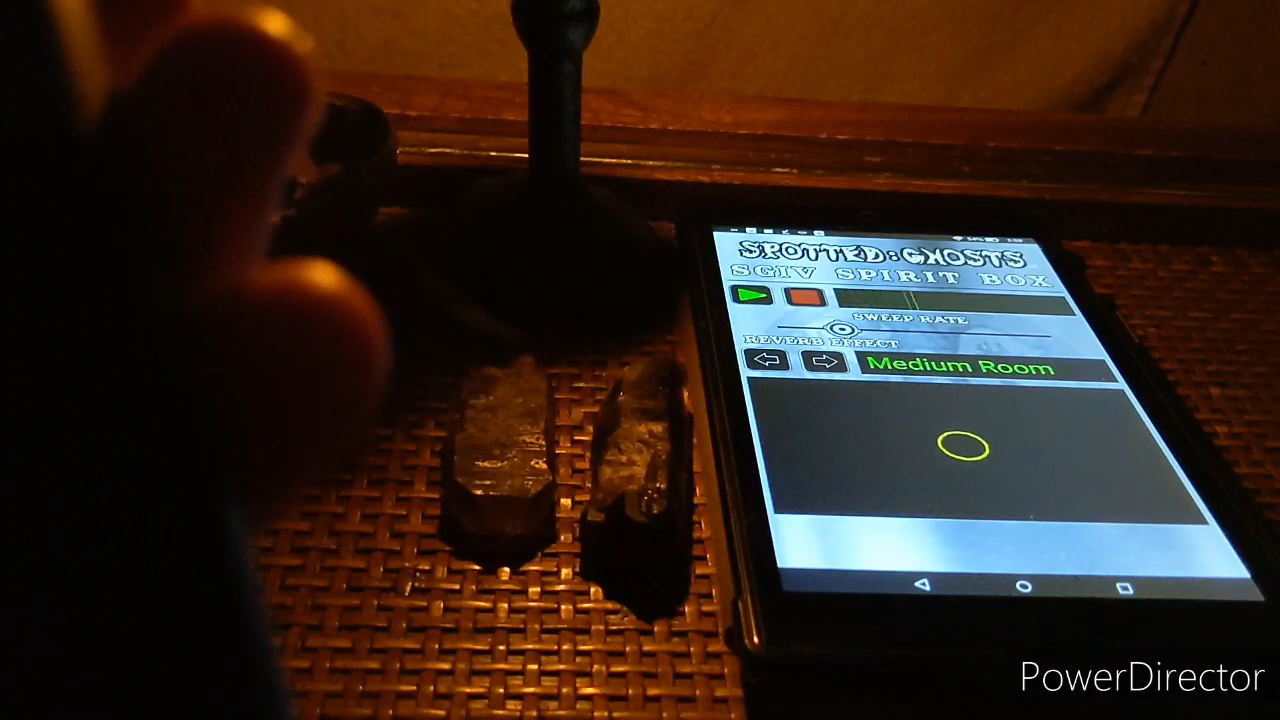 SPOTTED: GHOSTS
SGIV SPIRIT BOX
SWEEP RATE
REVERB EFFECT
Medium Room
PowerDirector